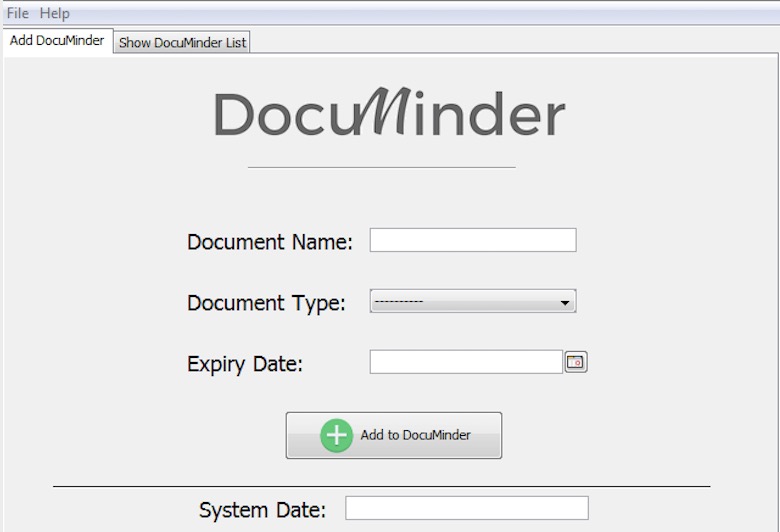 File Help
Add DocuMinder Show DocuMinder List
DocuMinder
Document Name:
Document Type: ----------
Expiry Date:
Add to DocuMinder
System Date: